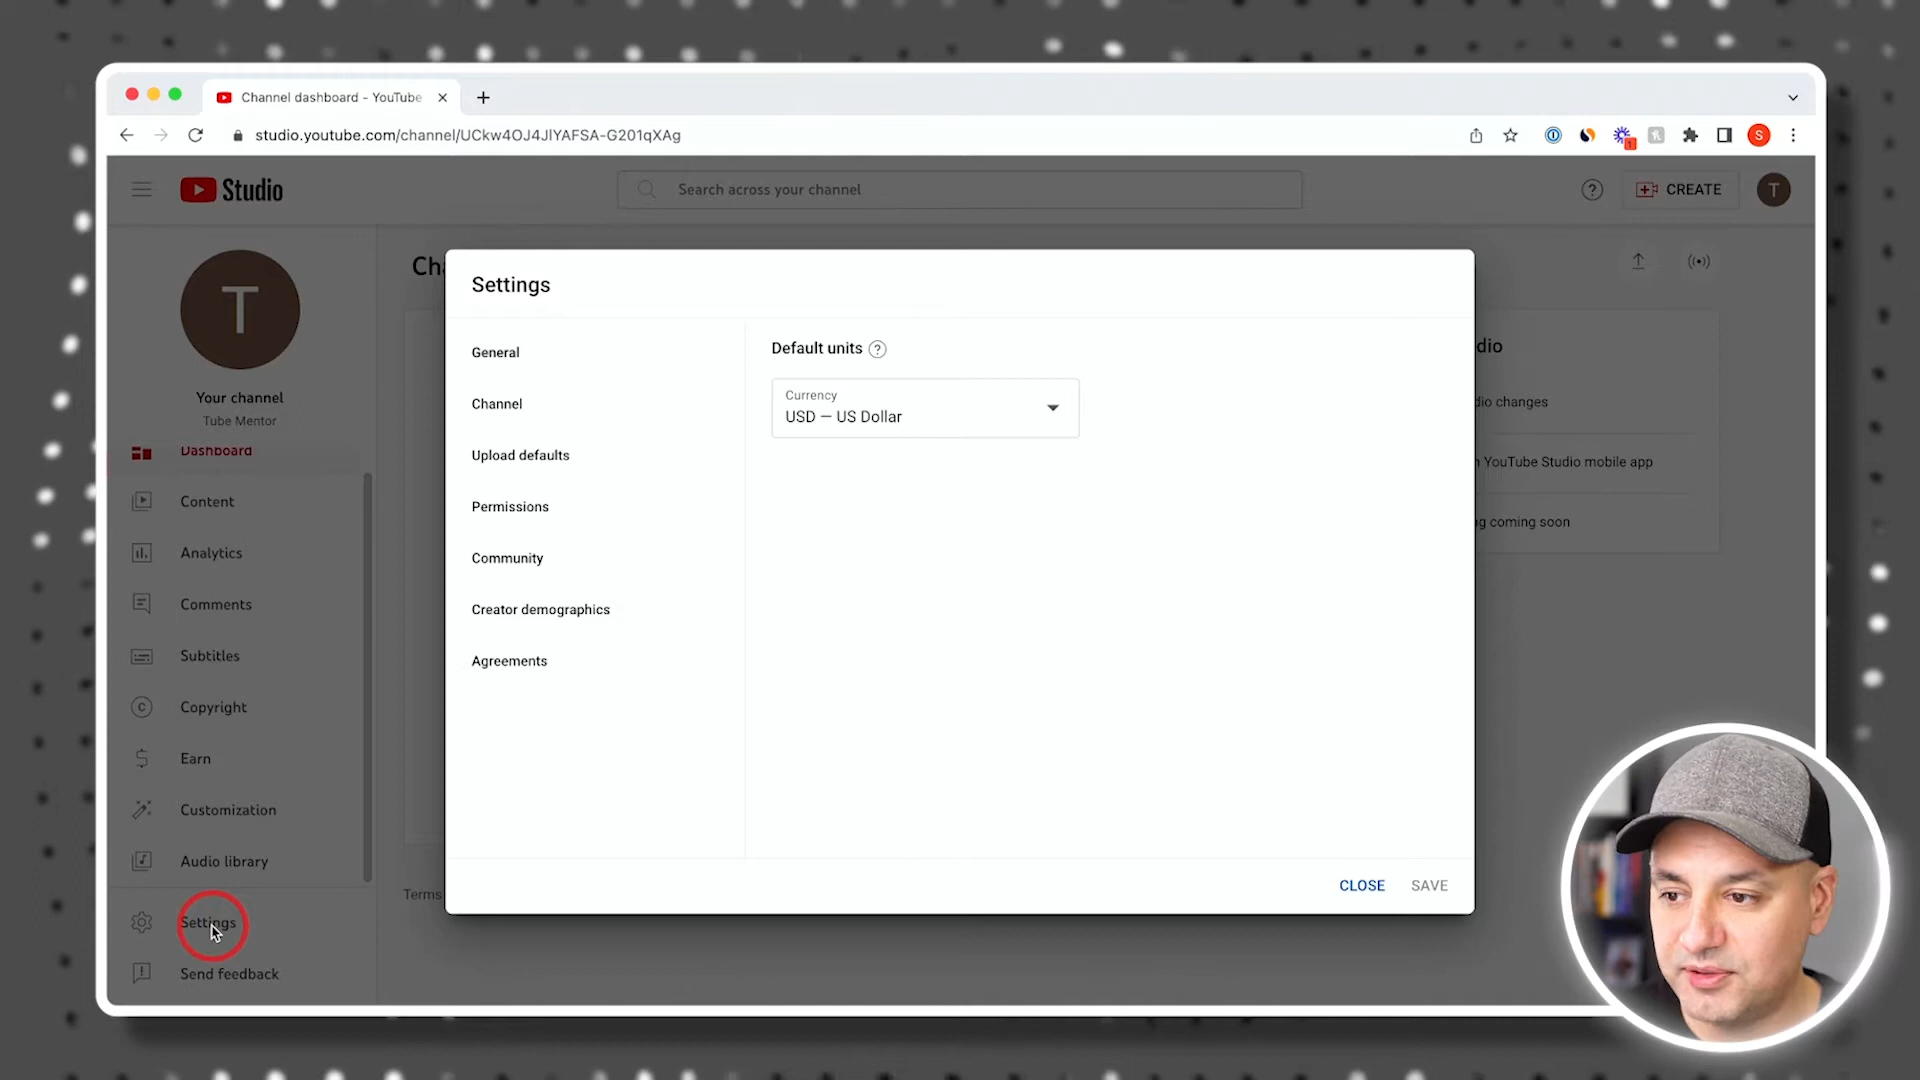 Channel dashboard - YouTube
studio.youtube.com/channel/UCkw4OJ4JlYAFSA-G201qXAg
1
S
Studio
Search across your channel
?
CREATE
T
T
Your channel
Tube Mentor
Dashboard
Content
Analytics
Comments
Subtitles
Copyright
Earn
Customization
Audio library
Settings
Send feedback
Cha
Settings
General
Channel
Upload defaults
Permissions
Community
Creator demographics
Agreements
Default units ?
Currency
USD — US Dollar
CLOSE
SAVE
dio
dio changes
YouTube Studio mobile app
g coming soon
Terms